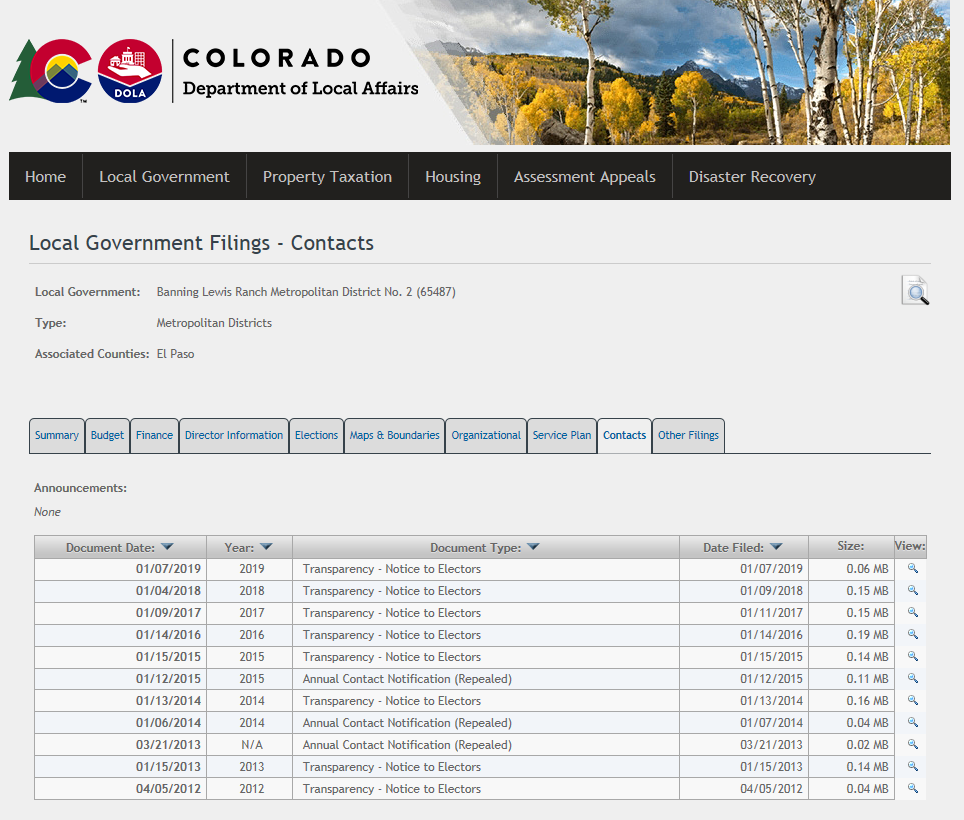 COLORADO
Department of Local Affairs
DOLA
TM
Home Local Government Property Taxation Housing Assessment Appeals Disaster Recovery
Local Government Filings - Contacts
Local Government: Banning Lewis Ranch Metropolitan District No. 2 (65487)
Type: Metropolitan Districts
Associated Counties: El Paso
Summary Budget Finance Director Information Elections Maps & Boundaries Organizational Service Plan Contacts Other Filings
Announcements:
None
Document Date: Year: Document Type: Date Filed: Size: View:
01/07/2019 2019 Transparency - Notice to Electors 01/07/2019 0.06 MB
01/04/2018 2018 Transparency - Notice to Electors 01/09/2018 0.15 MB
01/09/2017 2017 Transparency - Notice to Electors 01/11/2017 0.15 MB
01/14/2016 2016 Transparency - Notice to Electors 01/14/2016 0.19 MB
01/15/2015 2015 Transparency - Notice to Electors 01/15/2015 0.14 MB
01/12/2015 2015 Annual Contact Notification (Repealed) 01/12/2015 0.11 MB
01/13/2014 2014 Transparency - Notice to Electors 01/13/2014 0.16 MB
01/06/2014 2014 Annual Contact Notification (Repealed) 01/07/2014 0.04 MB
03/21/2013 N/A Annual Contact Notification (Repealed) 03/21/2013 0.02 MB
01/15/2013 2013 Transparency - Notice to Electors 01/15/2013 0.14 MB
04/05/2012 2012 Transparency - Notice to Electors 04/05/2012 0.04 MB